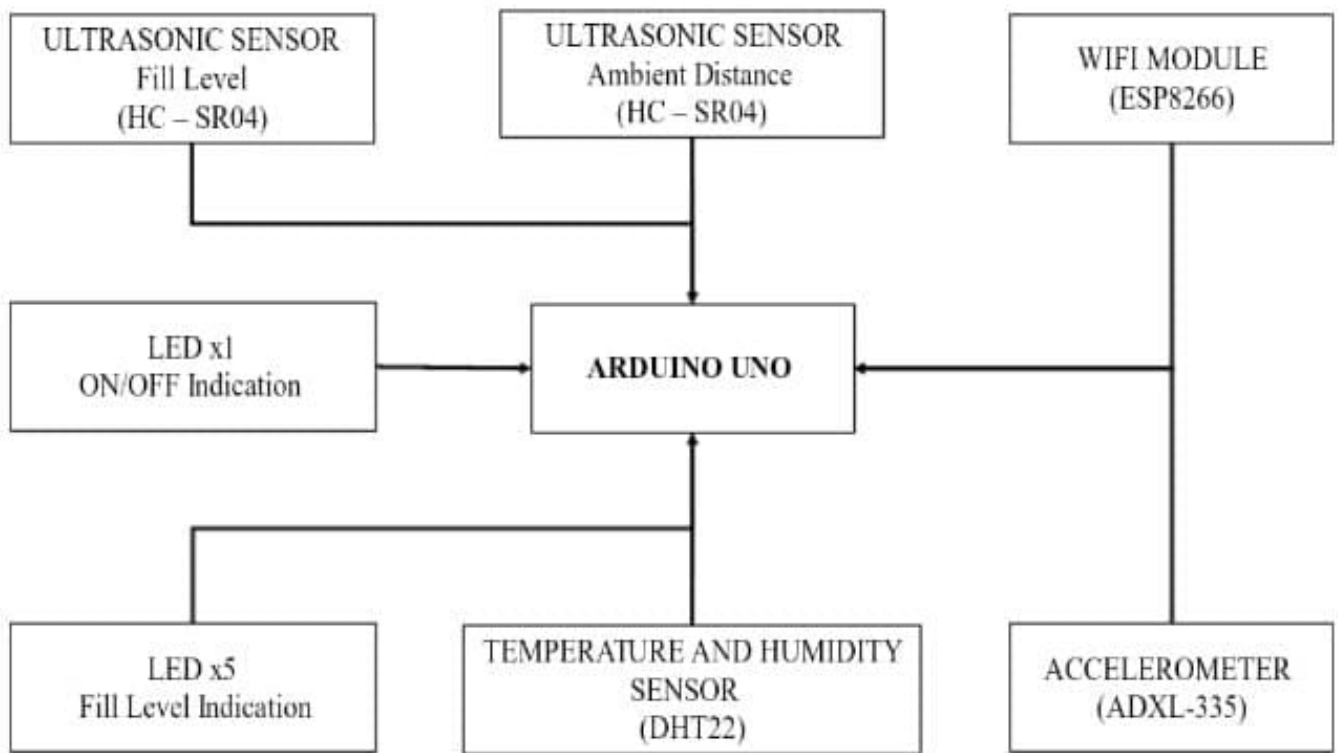 ULTRASONIC SENSOR
Fill Level
(HC – SR04)
ULTRASONIC SENSOR
Ambient Distance
(HC – SR04)
WIFI MODULE
(ESP8266)
LED x1
ON/OFF Indication
ARDUINO UNO
LED x5
Fill Level Indication
TEMPERATURE AND HUMIDITY
SENSOR
(DHT22)
ACCELEROMETER
(ADXL-335)